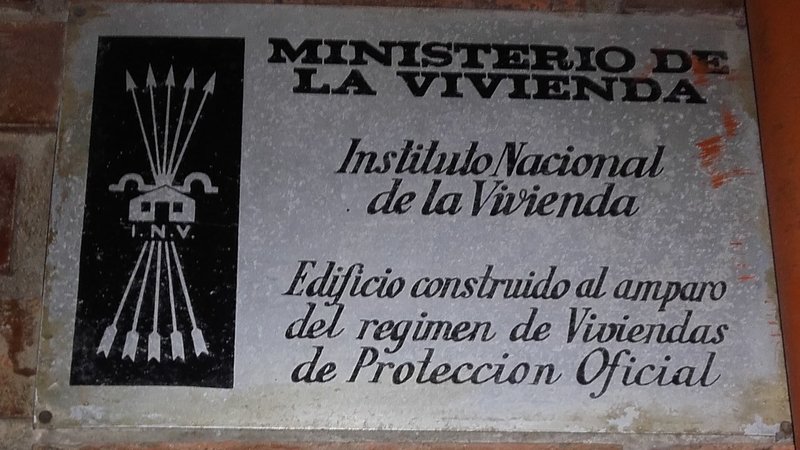 MINISTERIO DE
LA VIVIENDA
Instituto Nacional
de la Vivienda
I.N.V.
Edificio construido al amparo
del regimen de Viviendas
de Proteccion Oficial